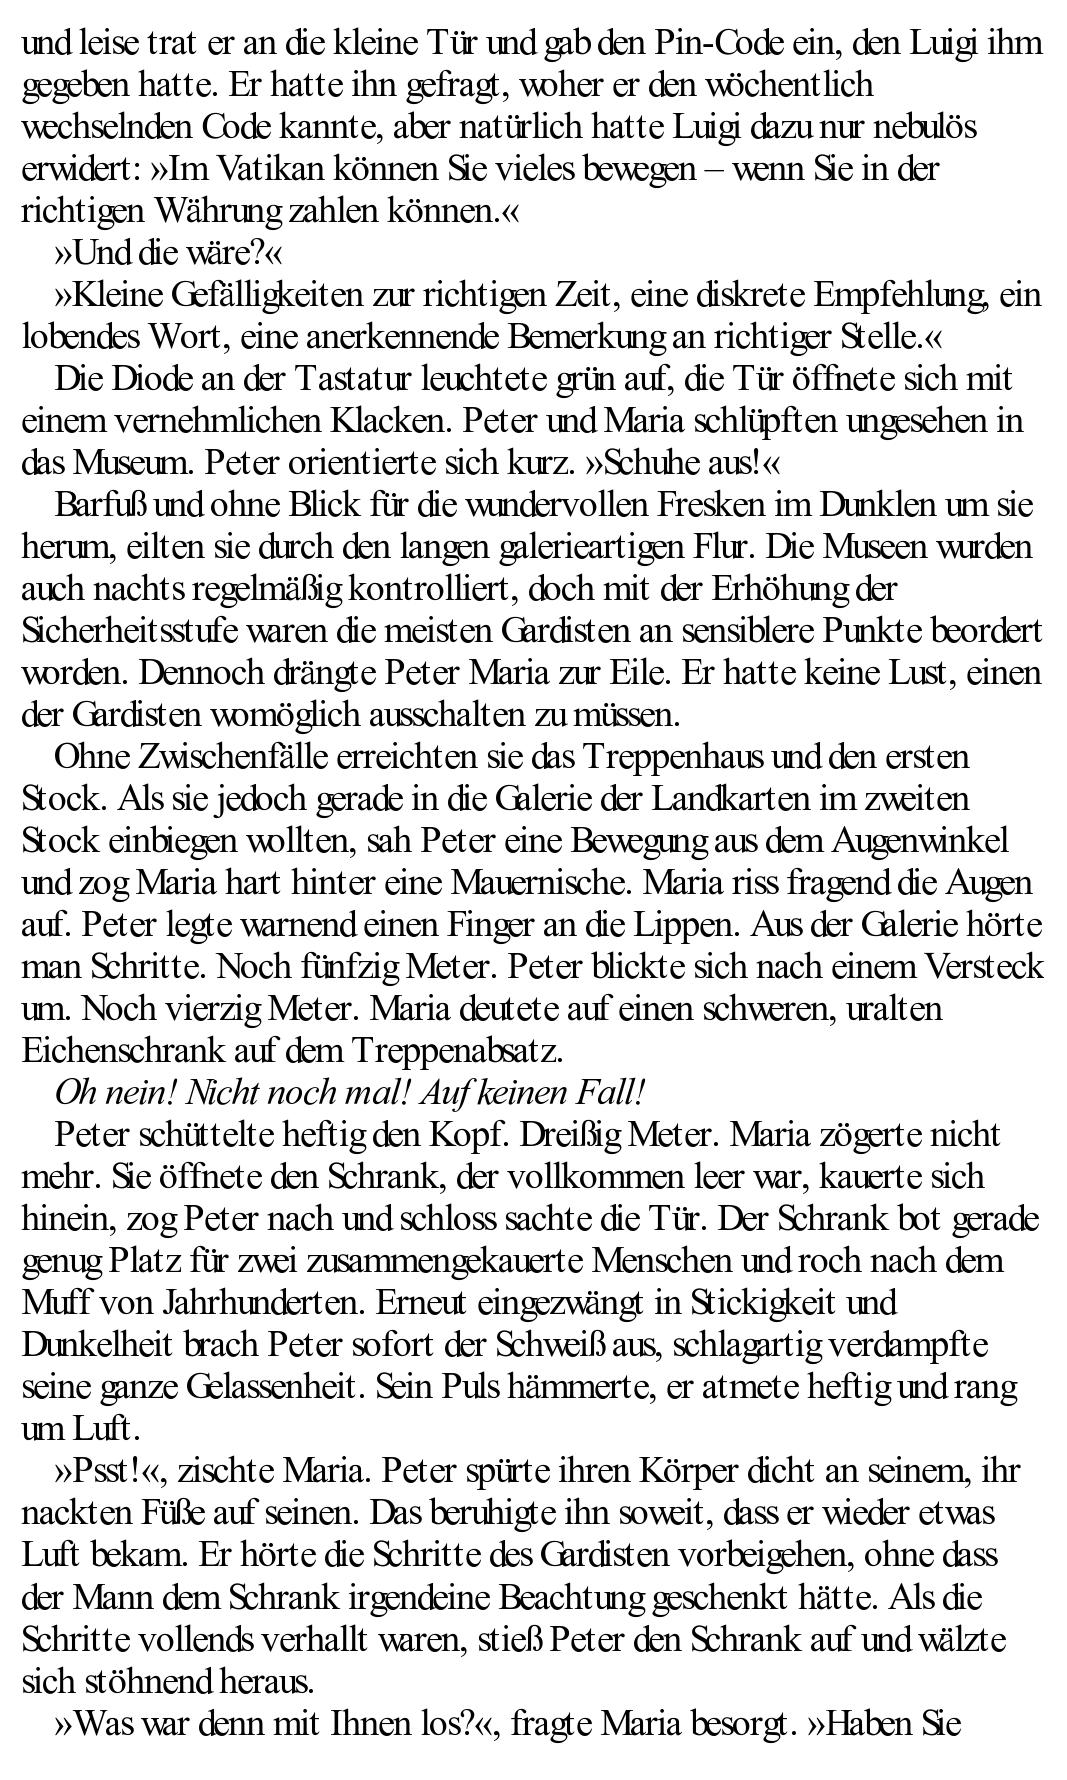 und leise trat er an die kleine Tür und gab den Pin-Code ein, den Luigi ihm
gegeben hatte. Er hatte ihn gefragt, woher er den wöchentlich
wechselnden Code kannte, aber natürlich hatte Luigi dazu nur nebulös
erwidert: »Im Vatikan können Sie vieles bewegen – wenn Sie in der
richtigen Währung zahlen können.«
»Und die wäre?«
»Kleine Gefälligkeiten zur richtigen Zeit, eine diskrete Empfehlung, ein
lobendes Wort, eine anerkennende Bemerkung an richtiger Stelle.«
Die Diode an der Tastatur leuchtete grün auf, die Tür öffnete sich mit
einem vernehmlichen Klacken. Peter und Maria schlüpften ungesehen in
das Museum. Peter orientierte sich kurz. »Schuhe aus!«
Barfuß und ohne Blick für die wundervollen Fresken im Dunklen um sie
herum, eilten sie durch den langen galerieartigen Flur. Die Museen wurden
auch nachts regelmäßig kontrolliert, doch mit der Erhöhung der
Sicherheitsstufe waren die meisten Gardisten an sensiblere Punkte beordert
worden. Dennoch drängte Peter Maria zur Eile. Er hatte keine Lust, einen
der Gardisten womöglich ausschalten zu müssen.
Ohne Zwischenfälle erreichten sie das Treppenhaus und den ersten
Stock. Als sie jedoch gerade in die Galerie der Landkarten im zweiten
Stock einbiegen wollten, sah Peter eine Bewegung aus dem Augenwinkel
und zog Maria hart hinter eine Mauernische. Maria riss fragend die Augen
auf. Peter legte warnend einen Finger an die Lippen. Aus der Galerie hörte
man Schritte. Noch fünfzig Meter. Peter blickte sich nach einem Versteck
um. Noch vierzig Meter. Maria deutete auf einen schweren, uralten
Eichenschrank auf dem Treppenabsatz.
Oh nein! Nicht noch mal! Auf keinen Fall!
Peter schüttelte heftig den Kopf. Dreißig Meter. Maria zögerte nicht
mehr. Sie öffnete den Schrank, der vollkommen leer war, kauerte sich
hinein, zog Peter nach und schloss sachte die Tür. Der Schrank bot gerade
genug Platz für zwei zusammengekauerte Menschen und roch nach dem
Muff von Jahrhunderten. Erneut eingezwängt in Stickigkeit und
Dunkelheit brach Peter sofort der Schweiß aus, schlagartig verdampfte
seine ganze Gelassenheit. Sein Puls hämmerte, er atmete heftig und rang
um Luft.
»Psst!«, zischte Maria. Peter spürte ihren Körper dicht an seinem, ihr
nackten Füße auf seinen. Das beruhigte ihn soweit, dass er wieder etwas
Luft bekam. Er hörte die Schritte des Gardisten vorbeigehen, ohne dass
der Mann dem Schrank irgendeine Beachtung geschenkt hätte. Als die
Schritte vollends verhallt waren, stieß Peter den Schrank auf und wälzte
sich stöhnend heraus.
»Was war denn mit Ihnen los?«, fragte Maria besorgt. »Haben Sie